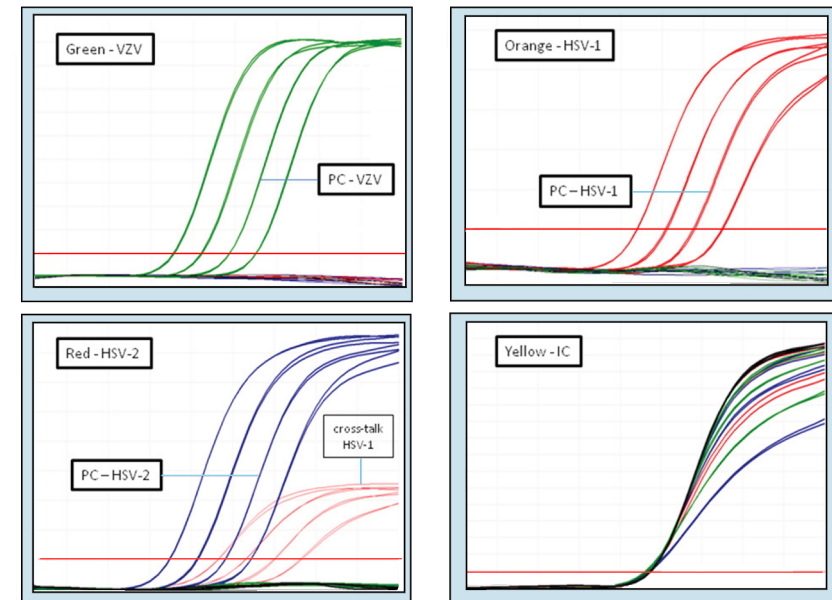 Green - VZV
PC - VZV
Orange - HSV-1
PC – HSV-1
Red - HSV-2
cross-talk
HSV-1
PC – HSV-2
Yellow - IC